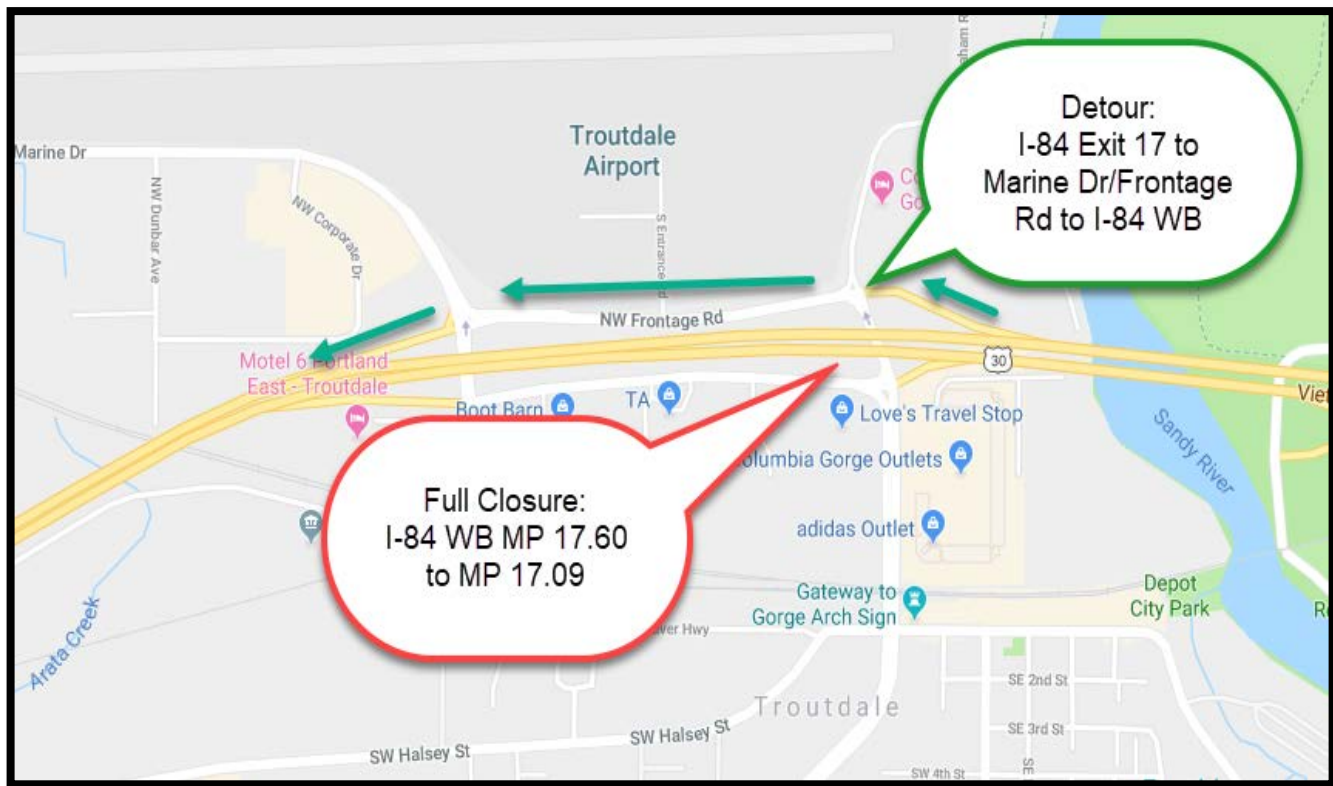 Detour:
I-84 Exit 17 to
Marine Dr/Frontage
Rd to I-84 WB
Troutdale
Airport
Marine Dr
NW Dunbar Ave
NW Corporate Dr
S Entrance Rd
NW Frontage Rd
30
Motel 6 Portland
East - Troutdale
Boot Barn
TA
Love's Travel Stop
Columbia Gorge Outlets
adidas Outlet
Sandy River
Full Closure:
I-84 WB MP 17.60
to MP 17.09
Gateway to
Gorge Arch Sign
Depot
City Park
Hwy
Arata Creek
Troutdale
SE 2nd St
SE 3rd St
SW Halsey St
SW Halsey St
SW 4th St
SE